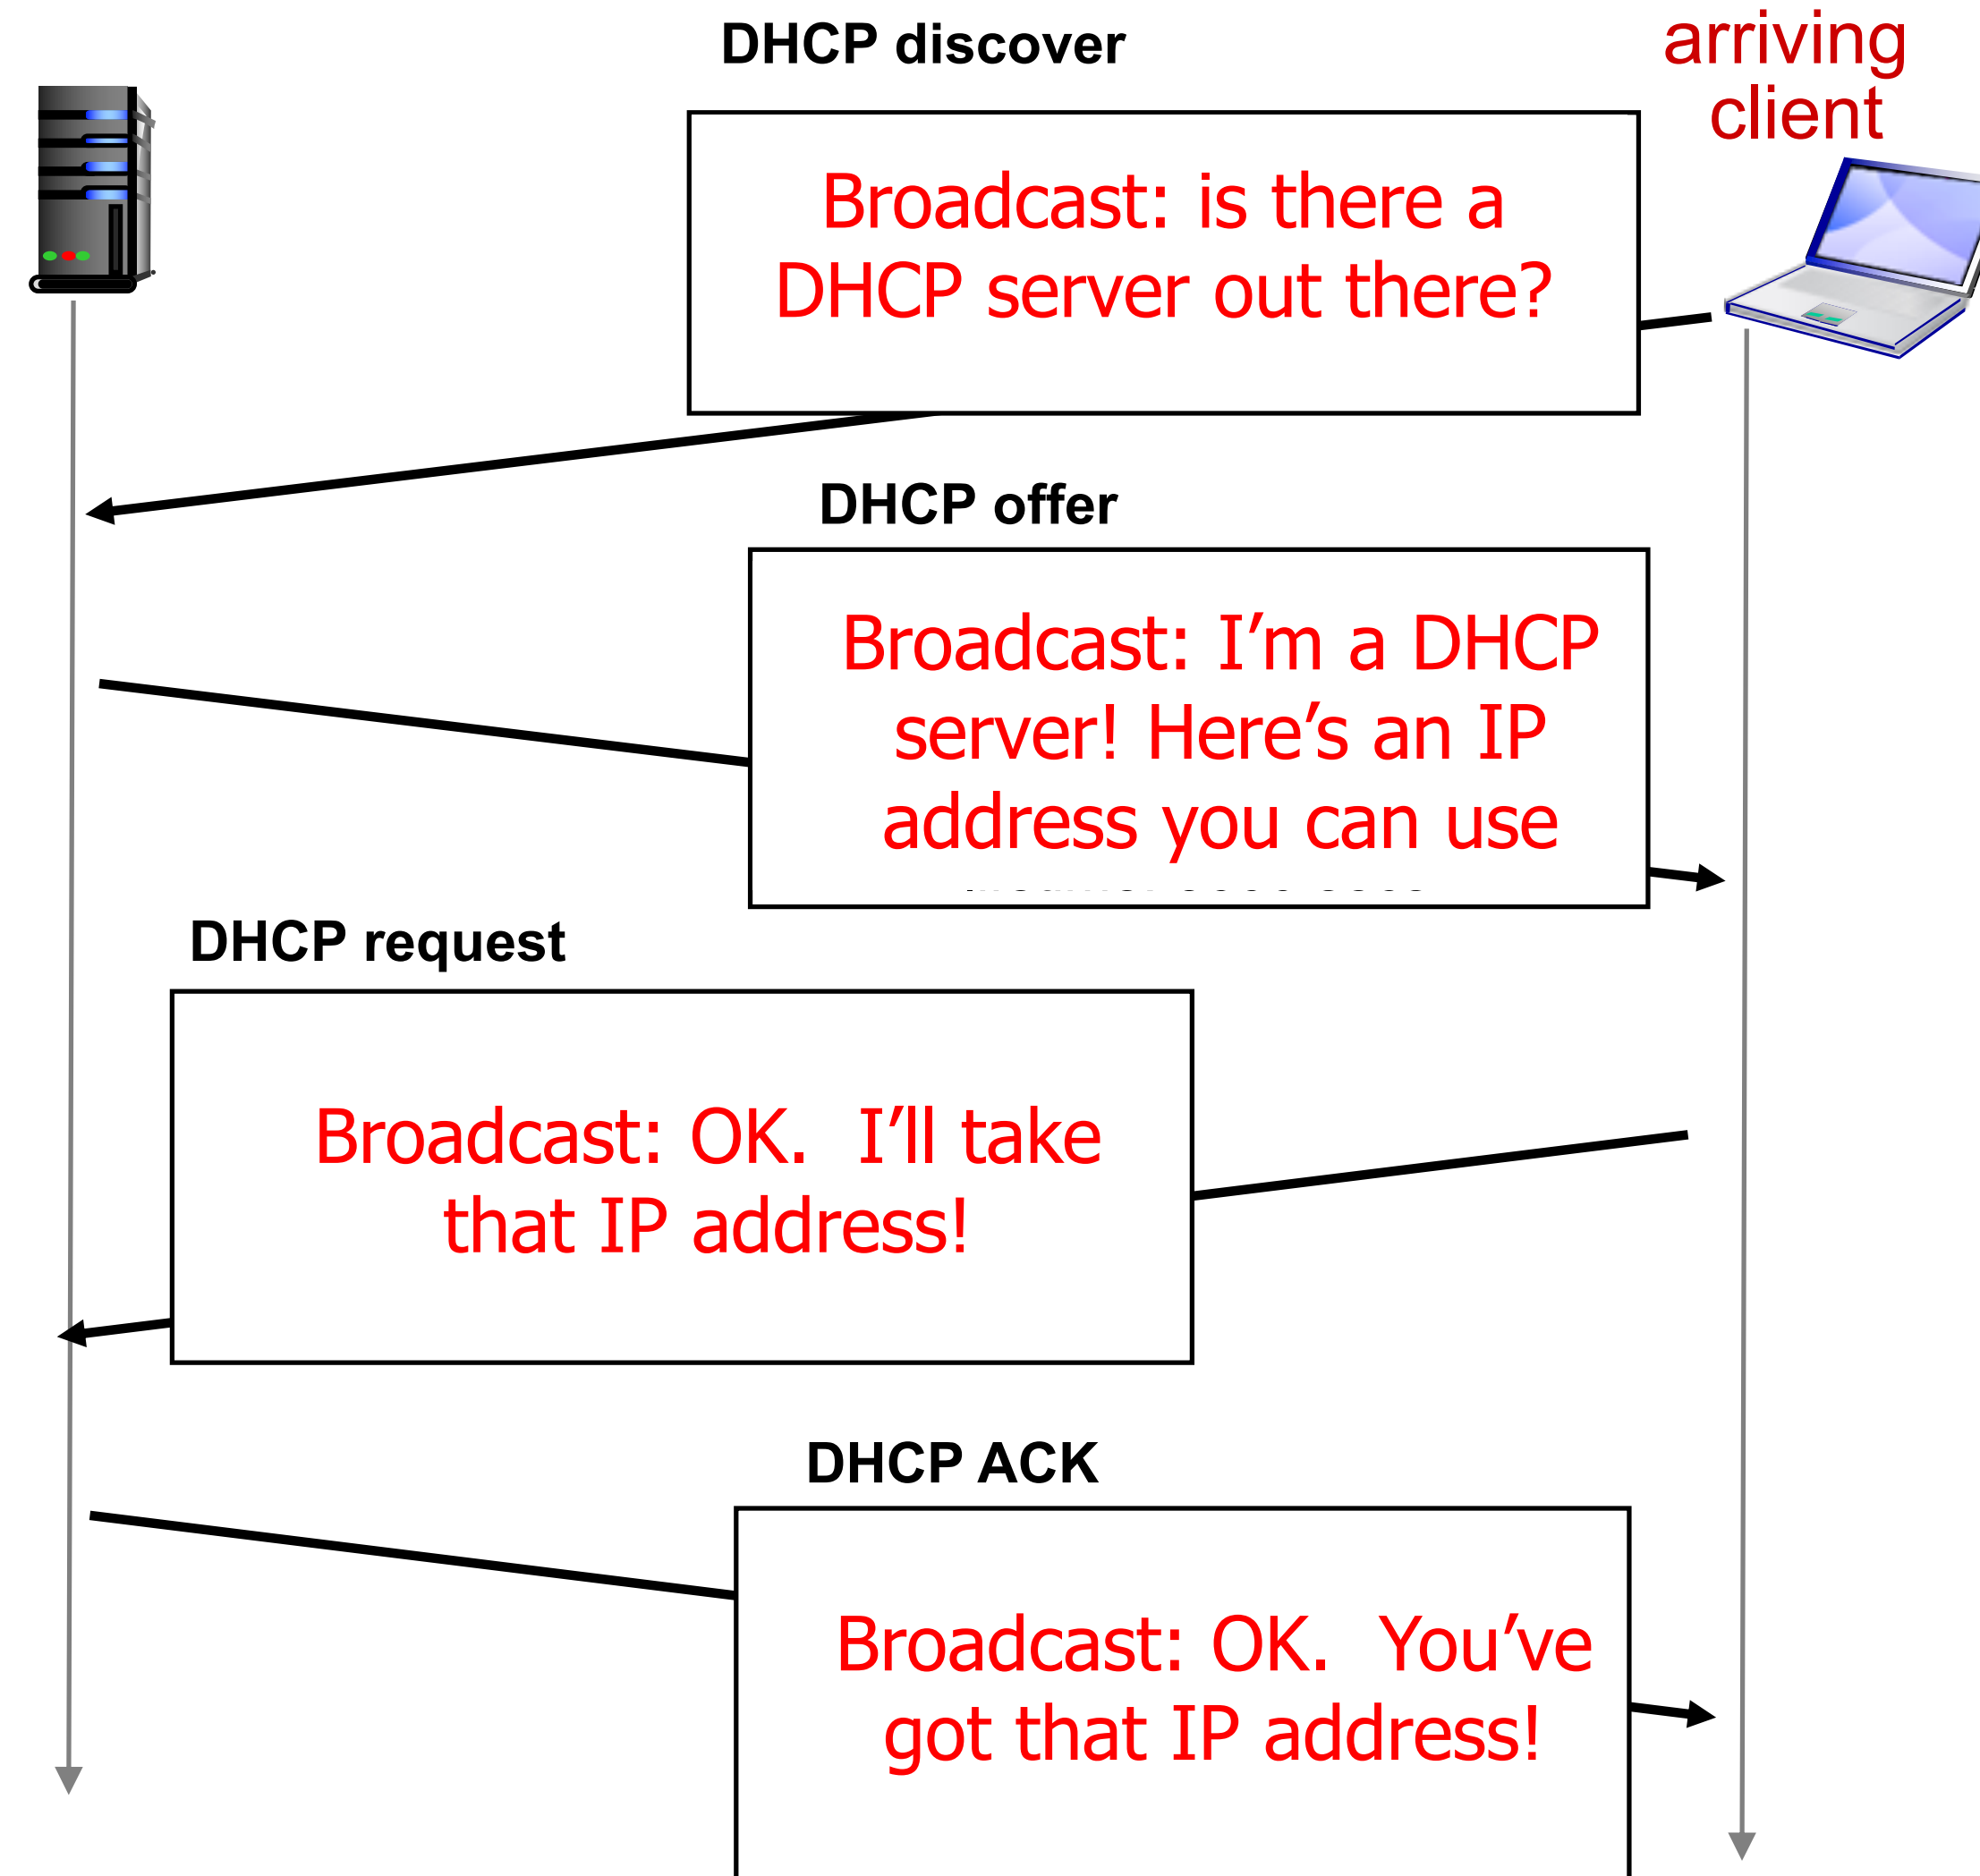 DHCP discover
arriving
client
Broadcast: is there a
DHCP server out there?
DHCP offer
Broadcast: I’m a DHCP
server! Here’s an IP
address you can use
DHCP request
Broadcast: OK.  I’ll take
that IP address!
DHCP ACK
Broadcast: OK.  You’ve
got that IP address!